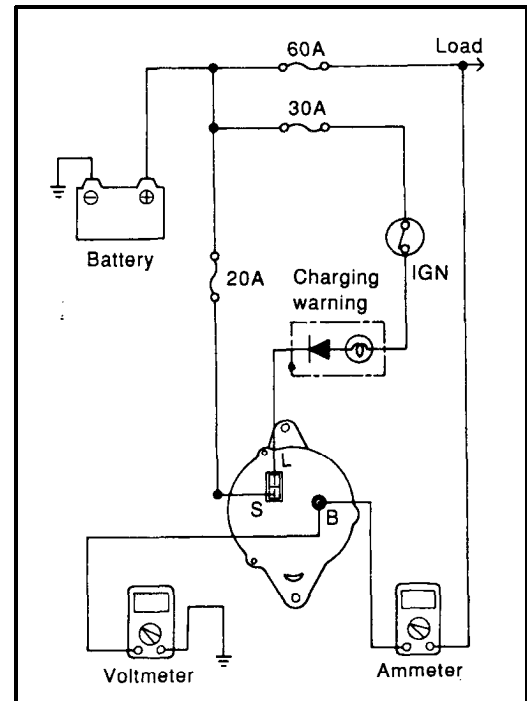 60A
Load
30A
⊖ ⊕
Battery
IGN
20A
Charging
warning
L
S
B
Voltmeter
Ammeter